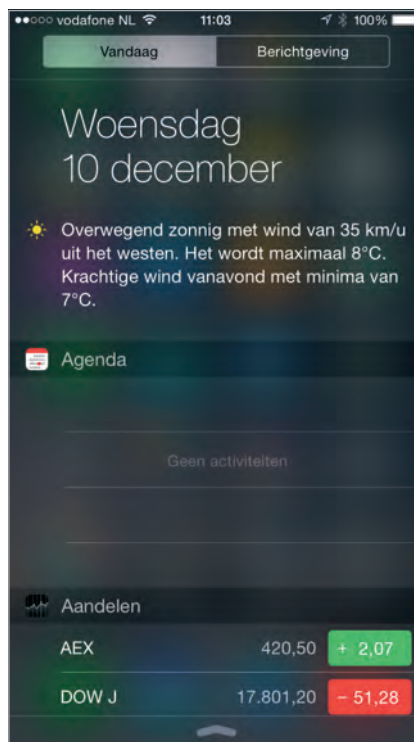 vodafone NL 11:03 100%
Vandaag Berichtgeving
Woensdag
10 december
Overwegend zonnig met wind van 35 km/u
uit het westen. Het wordt maximaal 8°C.
Krachtige wind vanavond met minima van
7°C.
Agenda
Geen activiteiten
Aandelen
AEX 420,50 + 2,07
DOW J 17.801,20 − 51,28